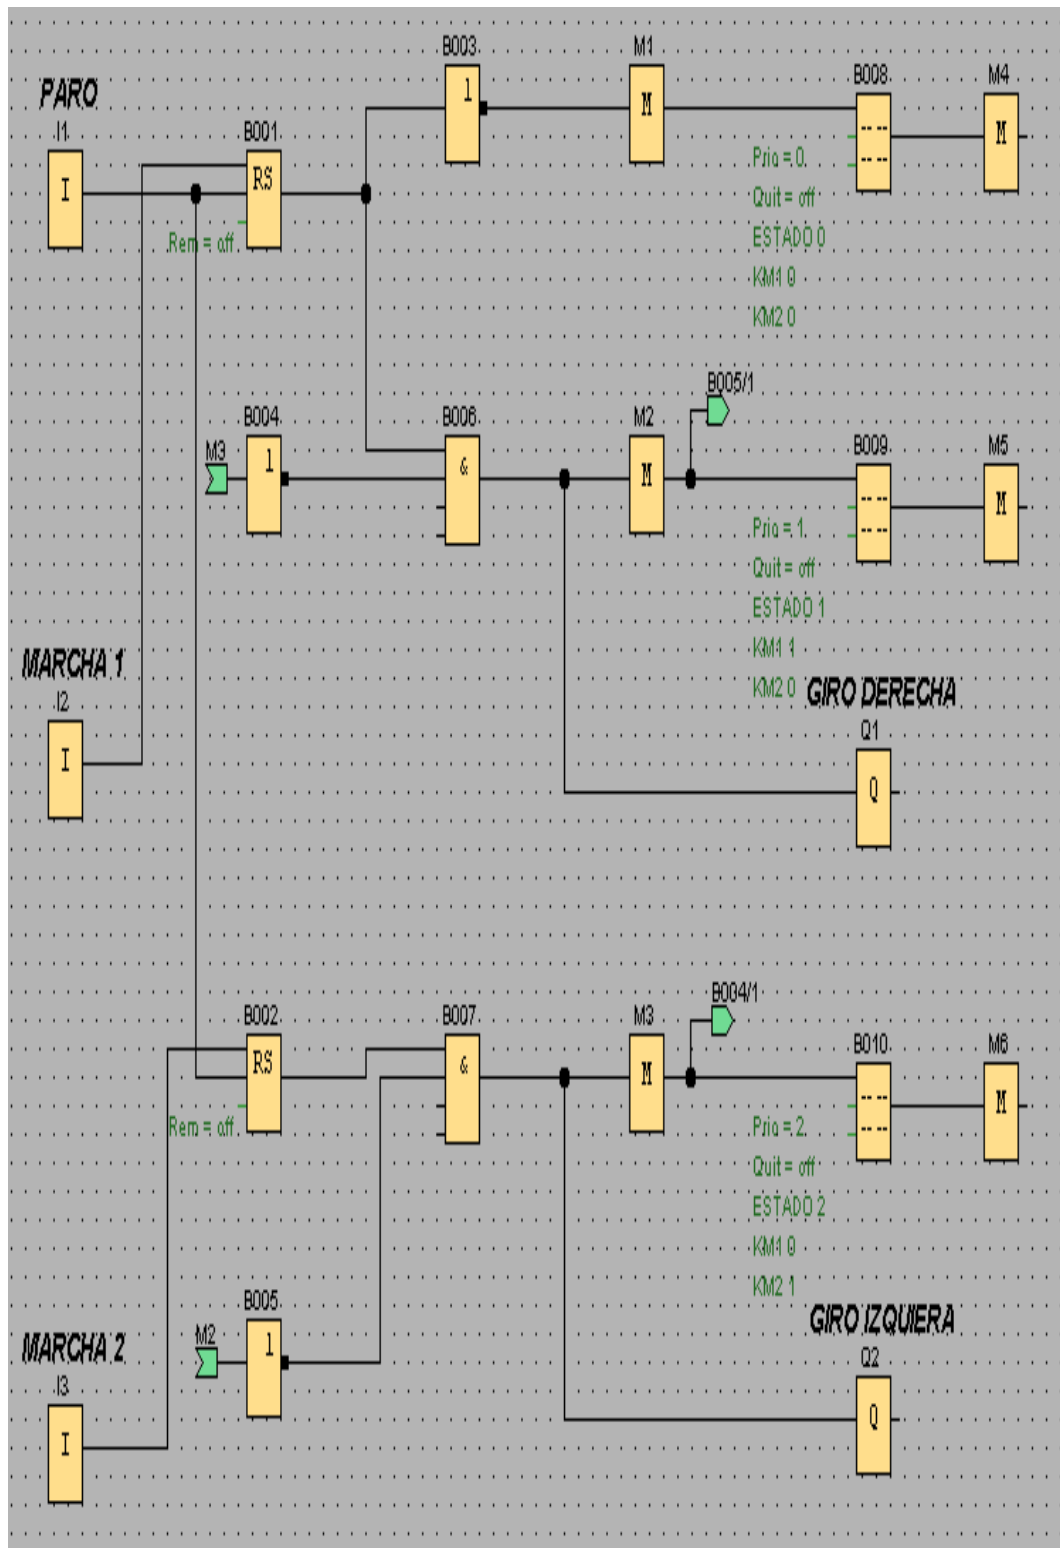 B003
M1
1
M
B008
M4
M
PARO
I1
I
B001
RS
Rem = off
Prio = 0
Quit = off
ESTADO 0
KM1 0
KM2 0
B005/1
M3
B004
1
B006
&
M2
M
B009
M5
M
Prio = 1
Quit = off
ESTADO 1
KM1 1
KM2 0
MARCHA 1
I2
I
GIRO DERECHA
Q1
Q
B002
RS
Rem = off
B007
&
M3
M
B004/1
B010
M6
M
Prio = 2
Quit = off
ESTADO 2
KM1 0
KM2 1
M2
B005
1
MARCHA 2
I3
I
GIRO IZQUIERA
Q2
Q